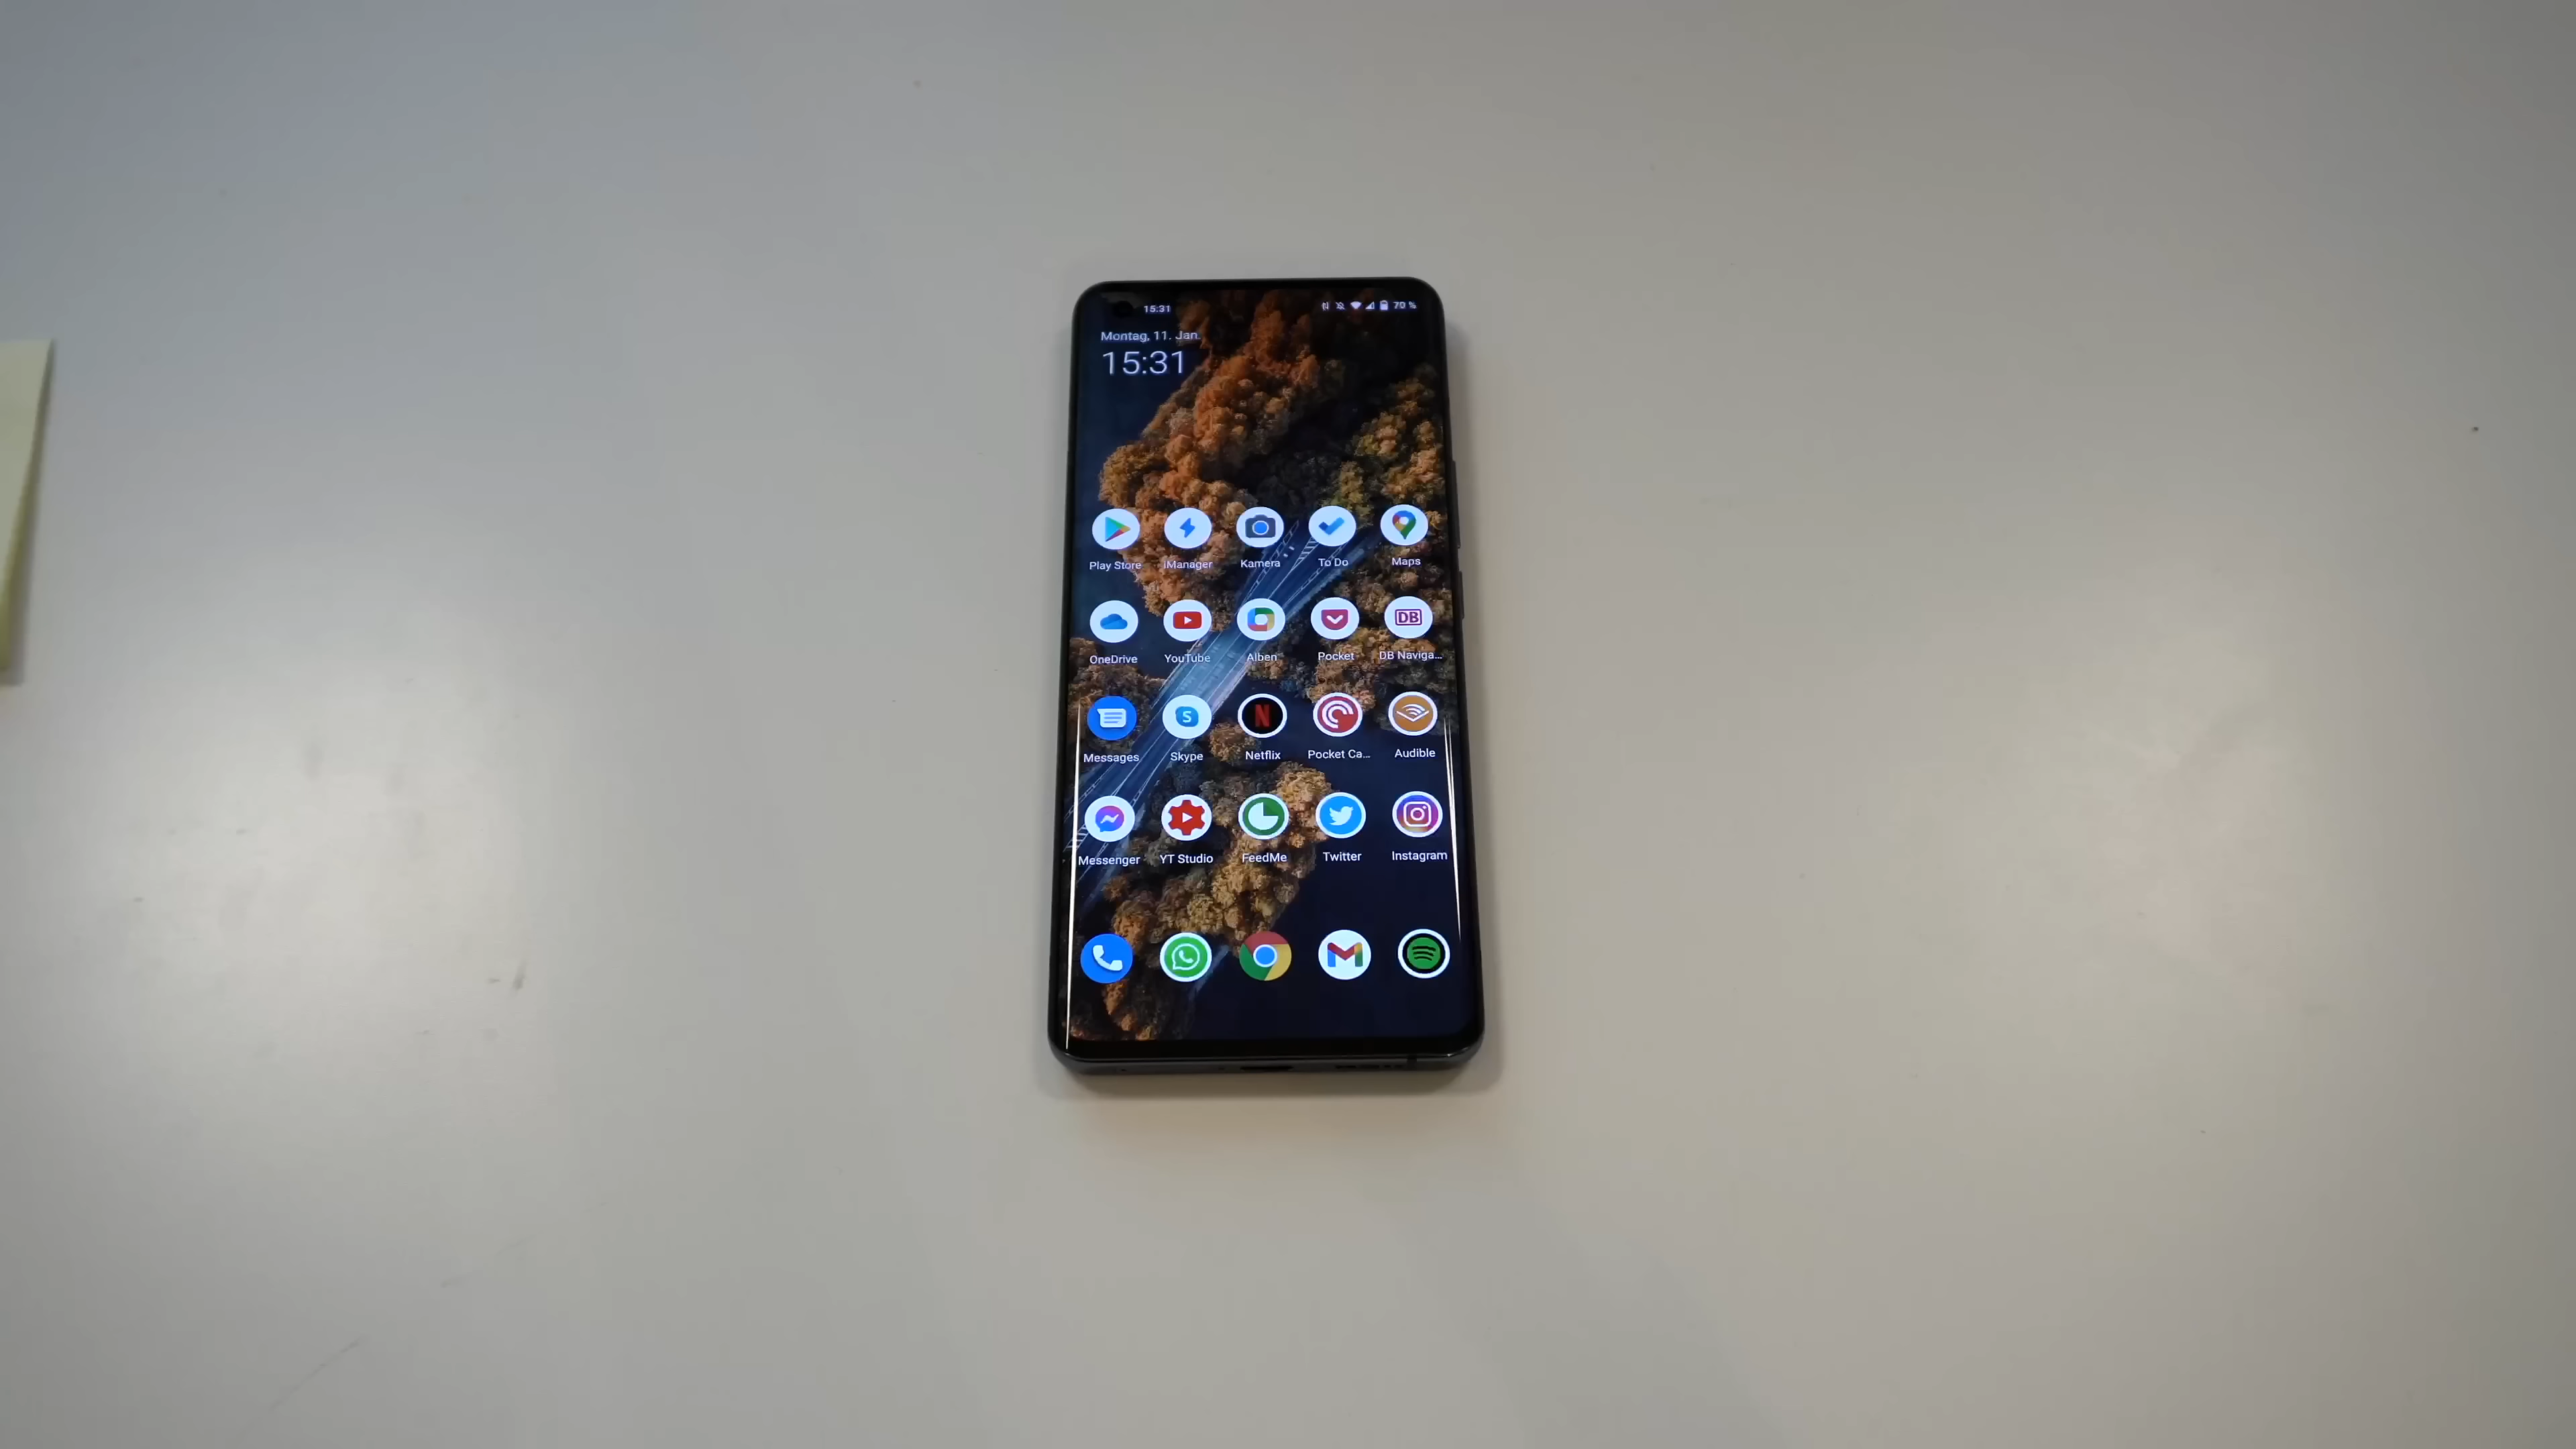 15:31 70 %
Montag, 11. Jan.
15:31
Play Store iManager Kamera To Do Maps
DB
OneDrive YouTube Alben Pocket DB Naviga...
S N
Messages Skype Netflix Pocket Ca... Audible
Messenger YT Studio FeedMe Twitter Instagram